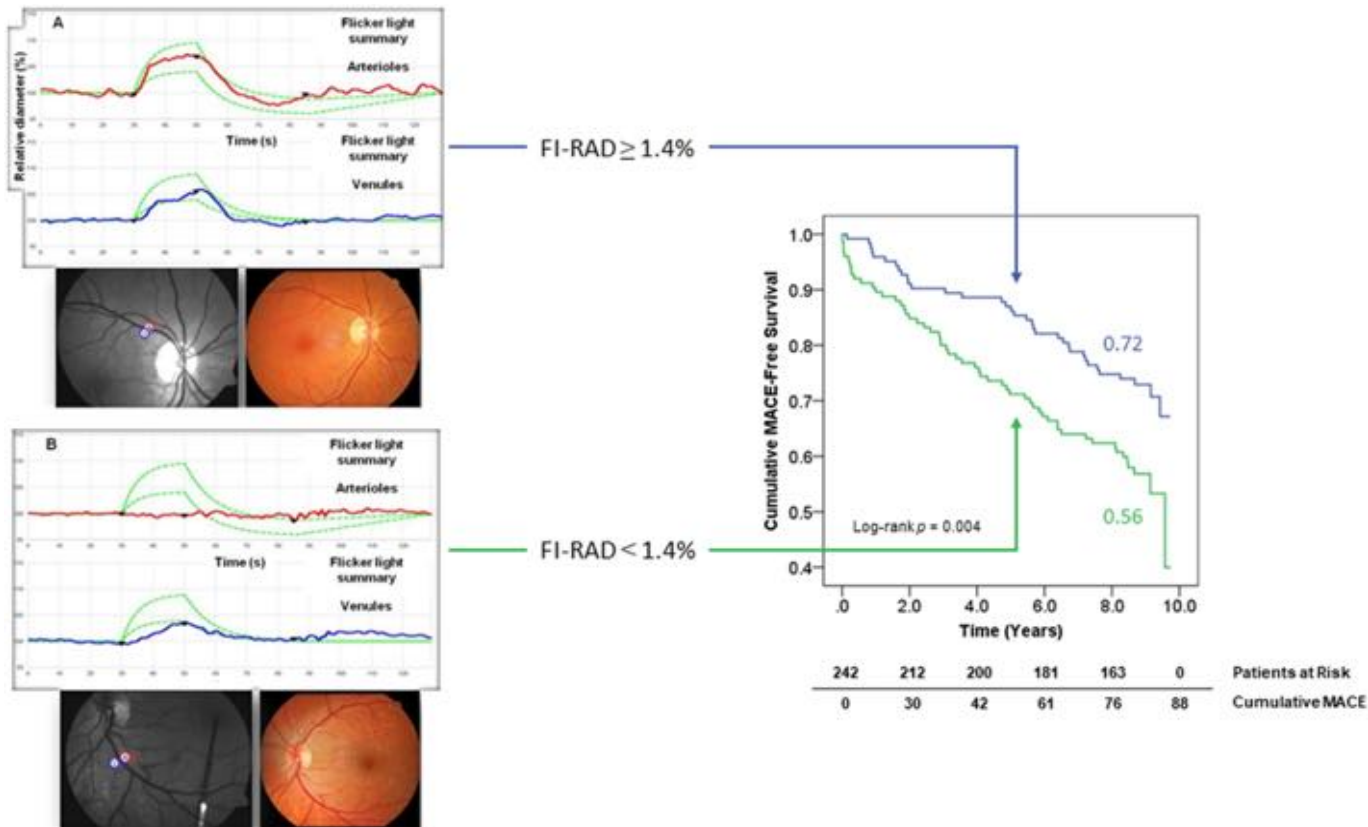 A
Flicker light
summary
Arterioles
Relative diameter (%)
Time (s)
Flicker light
summary
Venules
B
Flicker light
summary
Arterioles
Time (s)
Flicker light
summary
Venules
FI-RAD ≥ 1.4%
FI-RAD < 1.4%
Cumulative MACE-Free Survival
1.0
0.9
0.8
0.7
0.6
0.5
0.4
0.72
0.56
Log-rank p = 0.004
.0 2.0 4.0 6.0 8.0 10.0
Time (Years)
242 212 200 181 163 0 Patients at Risk
0 30 42 61 76 88 Cumulative MACE